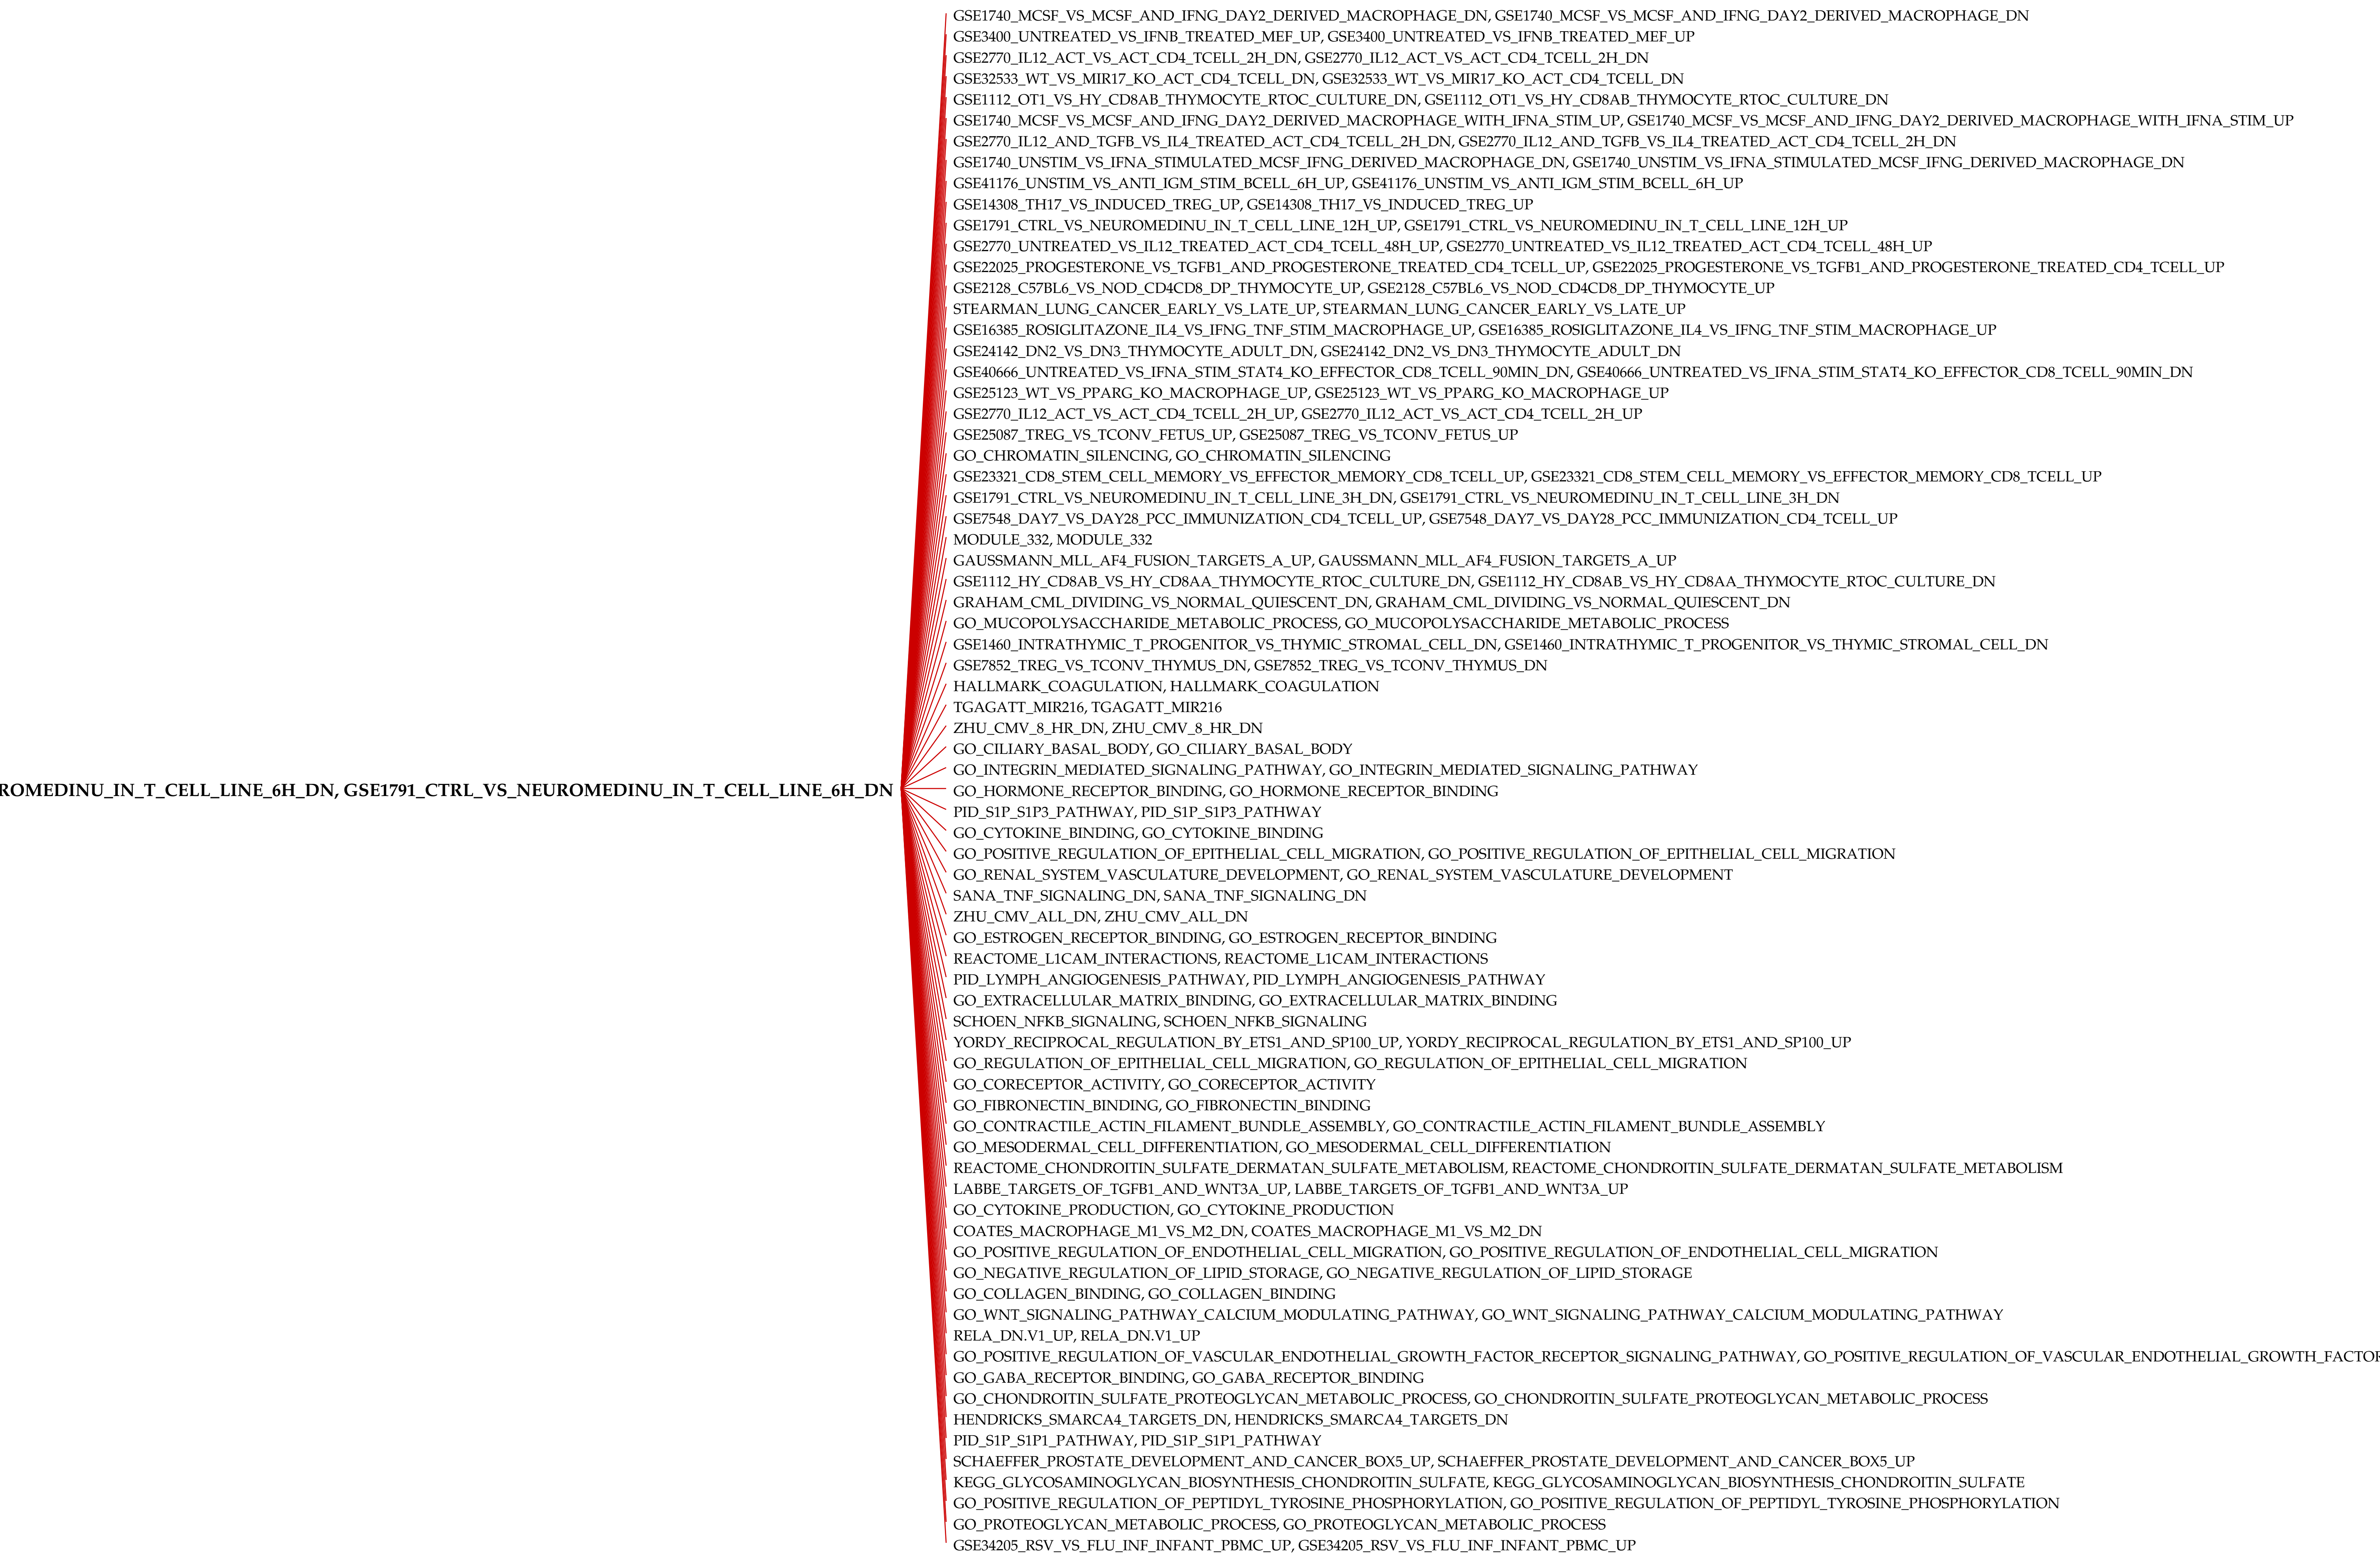 GSE1740_MCSF_VS_MCSF_AND_IFNG_DAY2_DERIVED_MACROPHAGE_DN, GSE1740_MCSF_VS_MCSF_AND_IFNG_DAY2_DERIVED_MACROPHAGE_DN
GSE3400_UNTREATED_VS_IFNB_TREATED_MEF_UP, GSE3400_UNTREATED_VS_IFNB_TREATED_MEF_UP
GSE2770_IL12_ACT_VS_ACT_CD4_TCELL_2H_DN, GSE2770_IL12_ACT_VS_ACT_CD4_TCELL_2H_DN
GSE32533_WT_VS_MIR17_KO_ACT_CD4_TCELL_DN, GSE32533_WT_VS_MIR17_KO_ACT_CD4_TCELL_DN
GSE1112_OT1_VS_HY_CD8AB_THYMOCYTE_RTOC_CULTURE_DN, GSE1112_OT1_VS_HY_CD8AB_THYMOCYTE_RTOC_CULTURE_DN
GSE1740_MCSF_VS_MCSF_AND_IFNG_DAY2_DERIVED_MACROPHAGE_WITH_IFNA_STIM_UP, GSE1740_MCSF_VS_MCSF_AND_IFNG_DAY2_DERIVED_MACROPHAGE_WITH_IFNA_STIM_UP
GSE2770_IL12_AND_TGFB_VS_IL4_TREATED_ACT_CD4_TCELL_2H_DN, GSE2770_IL12_AND_TGFB_VS_IL4_TREATED_ACT_CD4_TCELL_2H_DN
GSE1740_UNSTIM_VS_IFNA_STIMULATED_MCSF_IFNG_DERIVED_MACROPHAGE_DN, GSE1740_UNSTIM_VS_IFNA_STIMULATED_MCSF_IFNG_DERIVED_MACROPHAGE_DN
GSE41176_UNSTIM_VS_ANTI_IGM_STIM_BCELL_6H_UP, GSE41176_UNSTIM_VS_ANTI_IGM_STIM_BCELL_6H_UP
GSE14308_TH17_VS_INDUCED_TREG_UP, GSE14308_TH17_VS_INDUCED_TREG_UP
GSE1791_CTRL_VS_NEUROMEDINU_IN_T_CELL_LINE_12H_UP, GSE1791_CTRL_VS_NEUROMEDINU_IN_T_CELL_LINE_12H_UP
GSE2770_UNTREATED_VS_IL12_TREATED_ACT_CD4_TCELL_48H_UP, GSE2770_UNTREATED_VS_IL12_TREATED_ACT_CD4_TCELL_48H_UP
GSE22025_PROGESTERONE_VS_TGFB1_AND_PROGESTERONE_TREATED_CD4_TCELL_UP, GSE22025_PROGESTERONE_VS_TGFB1_AND_PROGESTERONE_TREATED_CD4_TCELL_UP
GSE2128_C57BL6_VS_NOD_CD4CD8_DP_THYMOCYTE_UP, GSE2128_C57BL6_VS_NOD_CD4CD8_DP_THYMOCYTE_UP
STEARMAN_LUNG_CANCER_EARLY_VS_LATE_UP, STEARMAN_LUNG_CANCER_EARLY_VS_LATE_UP
GSE16385_ROSIGLITAZONE_IL4_VS_IFNG_TNF_STIM_MACROPHAGE_UP, GSE16385_ROSIGLITAZONE_IL4_VS_IFNG_TNF_STIM_MACROPHAGE_UP
GSE24142_DN2_VS_DN3_THYMOCYTE_ADULT_DN, GSE24142_DN2_VS_DN3_THYMOCYTE_ADULT_DN
GSE40666_UNTREATED_VS_IFNA_STIM_STAT4_KO_EFFECTOR_CD8_TCELL_90MIN_DN, GSE40666_UNTREATED_VS_IFNA_STIM_STAT4_KO_EFFECTOR_CD8_TCELL_90MIN_DN
GSE25123_WT_VS_PPARG_KO_MACROPHAGE_UP, GSE25123_WT_VS_PPARG_KO_MACROPHAGE_UP
GSE2770_IL12_ACT_VS_ACT_CD4_TCELL_2H_UP, GSE2770_IL12_ACT_VS_ACT_CD4_TCELL_2H_UP
GSE25087_TREG_VS_TCONV_FETUS_UP, GSE25087_TREG_VS_TCONV_FETUS_UP
GO_CHROMATIN_SILENCING, GO_CHROMATIN_SILENCING
GSE23321_CD8_STEM_CELL_MEMORY_VS_EFFECTOR_MEMORY_CD8_TCELL_UP, GSE23321_CD8_STEM_CELL_MEMORY_VS_EFFECTOR_MEMORY_CD8_TCELL_UP
GSE1791_CTRL_VS_NEUROMEDINU_IN_T_CELL_LINE_3H_DN, GSE1791_CTRL_VS_NEUROMEDINU_IN_T_CELL_LINE_3H_DN
GSE7548_DAY7_VS_DAY28_PCC_IMMUNIZATION_CD4_TCELL_UP, GSE7548_DAY7_VS_DAY28_PCC_IMMUNIZATION_CD4_TCELL_UP
MODULE_332, MODULE_332
GAUSSMANN_MLL_AF4_FUSION_TARGETS_A_UP, GAUSSMANN_MLL_AF4_FUSION_TARGETS_A_UP
GSE1112_HY_CD8AB_VS_HY_CD8AA_THYMOCYTE_RTOC_CULTURE_DN, GSE1112_HY_CD8AB_VS_HY_CD8AA_THYMOCYTE_RTOC_CULTURE_DN
GRAHAM_CML_DIVIDING_VS_NORMAL_QUIESCENT_DN, GRAHAM_CML_DIVIDING_VS_NORMAL_QUIESCENT_DN
GO_MUCOPOLYSACCHARIDE_METABOLIC_PROCESS, GO_MUCOPOLYSACCHARIDE_METABOLIC_PROCESS
GSE1460_INTRATHYMIC_T_PROGENITOR_VS_THYMIC_STROMAL_CELL_DN, GSE1460_INTRATHYMIC_T_PROGENITOR_VS_THYMIC_STROMAL_CELL_DN
GSE7852_TREG_VS_TCONV_THYMUS_DN, GSE7852_TREG_VS_TCONV_THYMUS_DN
HALLMARK_COAGULATION, HALLMARK_COAGULATION
TGAGATT_MIR216, TGAGATT_MIR216
ZHU_CMV_8_HR_DN, ZHU_CMV_8_HR_DN
GO_CILIARY_BASAL_BODY, GO_CILIARY_BASAL_BODY
GO_INTEGRIN_MEDIATED_SIGNALING_PATHWAY, GO_INTEGRIN_MEDIATED_SIGNALING_PATHWAY
ROMEDINU_IN_T_CELL_LINE_6H_DN, GSE1791_CTRL_VS_NEUROMEDINU_IN_T_CELL_LINE_6H_DN
GO_HORMONE_RECEPTOR_BINDING, GO_HORMONE_RECEPTOR_BINDING
PID_S1P_S1P3_PATHWAY, PID_S1P_S1P3_PATHWAY
GO_CYTOKINE_BINDING, GO_CYTOKINE_BINDING
GO_POSITIVE_REGULATION_OF_EPITHELIAL_CELL_MIGRATION, GO_POSITIVE_REGULATION_OF_EPITHELIAL_CELL_MIGRATION
GO_RENAL_SYSTEM_VASCULATURE_DEVELOPMENT, GO_RENAL_SYSTEM_VASCULATURE_DEVELOPMENT
SANA_TNF_SIGNALING_DN, SANA_TNF_SIGNALING_DN
ZHU_CMV_ALL_DN, ZHU_CMV_ALL_DN
GO_ESTROGEN_RECEPTOR_BINDING, GO_ESTROGEN_RECEPTOR_BINDING
REACTOME_L1CAM_INTERACTIONS, REACTOME_L1CAM_INTERACTIONS
PID_LYMPH_ANGIOGENESIS_PATHWAY, PID_LYMPH_ANGIOGENESIS_PATHWAY
GO_EXTRACELLULAR_MATRIX_BINDING, GO_EXTRACELLULAR_MATRIX_BINDING
SCHOEN_NFKB_SIGNALING, SCHOEN_NFKB_SIGNALING
YORDY_RECIPROCAL_REGULATION_BY_ETS1_AND_SP100_UP, YORDY_RECIPROCAL_REGULATION_BY_ETS1_AND_SP100_UP
GO_REGULATION_OF_EPITHELIAL_CELL_MIGRATION, GO_REGULATION_OF_EPITHELIAL_CELL_MIGRATION
GO_CORECEPTOR_ACTIVITY, GO_CORECEPTOR_ACTIVITY
GO_FIBRONECTIN_BINDING, GO_FIBRONECTIN_BINDING
GO_CONTRACTILE_ACTIN_FILAMENT_BUNDLE_ASSEMBLY, GO_CONTRACTILE_ACTIN_FILAMENT_BUNDLE_ASSEMBLY
GO_MESODERMAL_CELL_DIFFERENTIATION, GO_MESODERMAL_CELL_DIFFERENTIATION
REACTOME_CHONDROITIN_SULFATE_DERMATAN_SULFATE_METABOLISM, REACTOME_CHONDROITIN_SULFATE_DERMATAN_SULFATE_METABOLISM
LABBE_TARGETS_OF_TGFB1_AND_WNT3A_UP, LABBE_TARGETS_OF_TGFB1_AND_WNT3A_UP
GO_CYTOKINE_PRODUCTION, GO_CYTOKINE_PRODUCTION
COATES_MACROPHAGE_M1_VS_M2_DN, COATES_MACROPHAGE_M1_VS_M2_DN
GO_POSITIVE_REGULATION_OF_ENDOTHELIAL_CELL_MIGRATION, GO_POSITIVE_REGULATION_OF_ENDOTHELIAL_CELL_MIGRATION
GO_NEGATIVE_REGULATION_OF_LIPID_STORAGE, GO_NEGATIVE_REGULATION_OF_LIPID_STORAGE
GO_COLLAGEN_BINDING, GO_COLLAGEN_BINDING
GO_WNT_SIGNALING_PATHWAY_CALCIUM_MODULATING_PATHWAY, GO_WNT_SIGNALING_PATHWAY_CALCIUM_MODULATING_PATHWAY
RELA_DN.V1_UP, RELA_DN.V1_UP
GO_POSITIVE_REGULATION_OF_VASCULAR_ENDOTHELIAL_GROWTH_FACTOR_RECEPTOR_SIGNALING_PATHWAY, GO_POSITIVE_REGULATION_OF_VASCULAR_ENDOTHELIAL_GROWTH_FACTOR
GO_GABA_RECEPTOR_BINDING, GO_GABA_RECEPTOR_BINDING
GO_CHONDROITIN_SULFATE_PROTEOGLYCAN_METABOLIC_PROCESS, GO_CHONDROITIN_SULFATE_PROTEOGLYCAN_METABOLIC_PROCESS
HENDRICKS_SMARCA4_TARGETS_DN, HENDRICKS_SMARCA4_TARGETS_DN
PID_S1P_S1P1_PATHWAY, PID_S1P_S1P1_PATHWAY
SCHAEFFER_PROSTATE_DEVELOPMENT_AND_CANCER_BOX5_UP, SCHAEFFER_PROSTATE_DEVELOPMENT_AND_CANCER_BOX5_UP
KEGG_GLYCOSAMINOGLYCAN_BIOSYNTHESIS_CHONDROITIN_SULFATE, KEGG_GLYCOSAMINOGLYCAN_BIOSYNTHESIS_CHONDROITIN_SULFATE
GO_POSITIVE_REGULATION_OF_PEPTIDYL_TYROSINE_PHOSPHORYLATION, GO_POSITIVE_REGULATION_OF_PEPTIDYL_TYROSINE_PHOSPHORYLATION
GO_PROTEOGLYCAN_METABOLIC_PROCESS, GO_PROTEOGLYCAN_METABOLIC_PROCESS
GSE34205_RSV_VS_FLU_INF_INFANT_PBMC_UP, GSE34205_RSV_VS_FLU_INF_INFANT_PBMC_UP